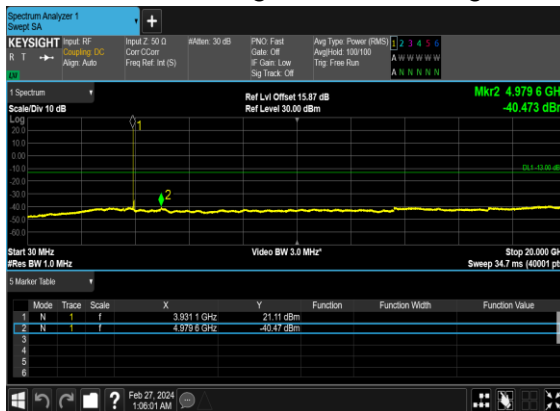 Spectrum Analyzer 1
Swept SA
+
KEYSIGHT Input: RF Input Z: 50 Ω #Atten: 30 dB PNO: Fast Avg Type: Power (RMS) 1 2 3 4 5 6
R T Coupling: DC Corr CCorr Gate: Off Avg|Hold: 100/100 A W W W W W
Align: Auto Freq Ref: Int (S) IF Gain: Low Trig: Free Run
Sig Track: Off A N N N N N
1 Spectrum Ref Lvl Offset 15.87 dB Mkr2 4.979 6 GH
Scale/Div 10 dB Ref Level 30.00 dBm -40.473 dBm
Log
20.0
10.0
0.00
-10.0
DL1 -13.00 dB
-20.0
-30.0
-40.0
-50.0
-60.0
1
2
Start 30 MHz Video BW 3.0 MHz* Stop 20.000 GH
#Res BW 1.0 MHz Sweep 34.7 ms (40001 pts
5 Marker Table
Mode Trace Scale X Y Function Function Width Function Value
1 N 1 f 3.931 1 GHz 21.11 dBm
2 N 1 f 4.979 6 GHz -40.47 dBm
3
4
5
6
? Feb 27, 2024
1:06:01 AM